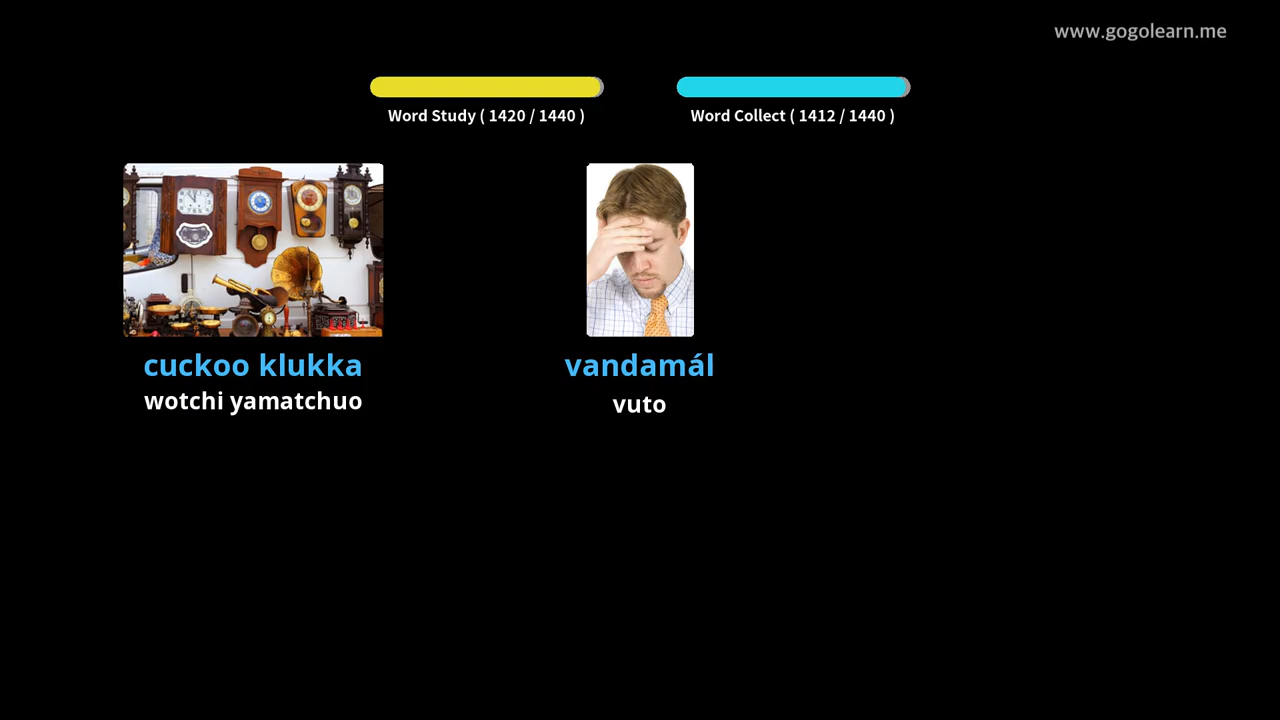 www.gogolearn.me
Word Study ( 1420 / 1440 )
Word Collect ( 1412 / 1440 )
cuckoo klukka
wotchi yamatchuo
vandamál
vuto